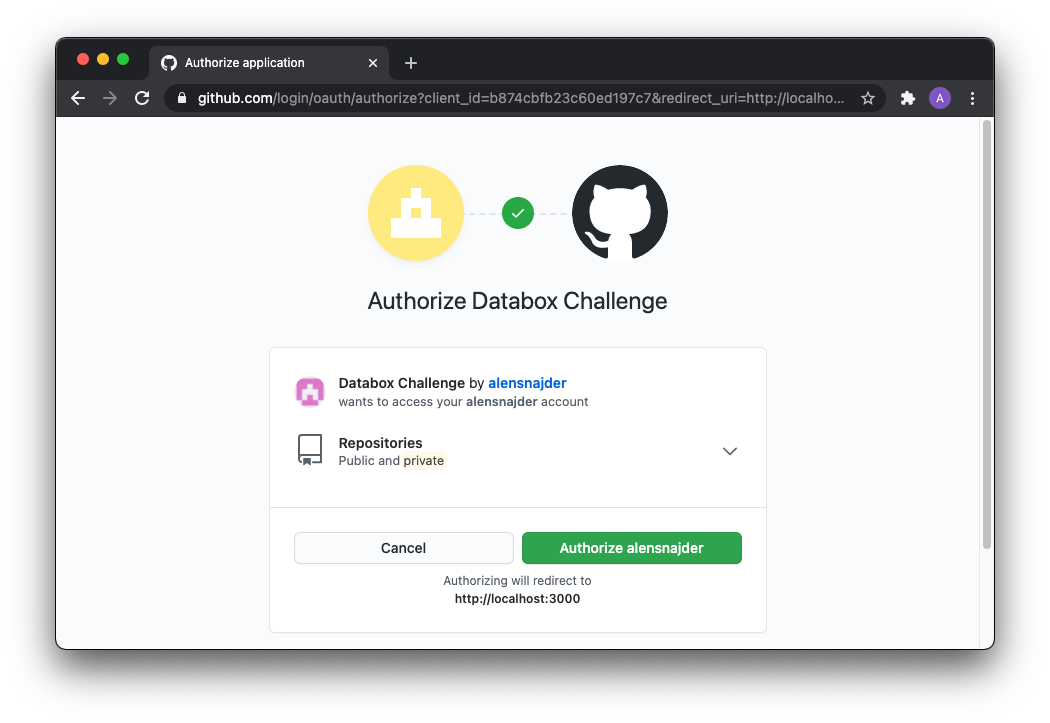 Authorize application
github.com/login/oauth/authorize?client_id=b874cbfb23c60ed197c7&redirect_uri=http://localho...
A
Authorize Databox Challenge
Databox Challenge by alensnajder
wants to access your alensnajder account
Repositories
Public and private
Cancel
Authorize alensnajder
Authorizing will redirect to
http://localhost:3000